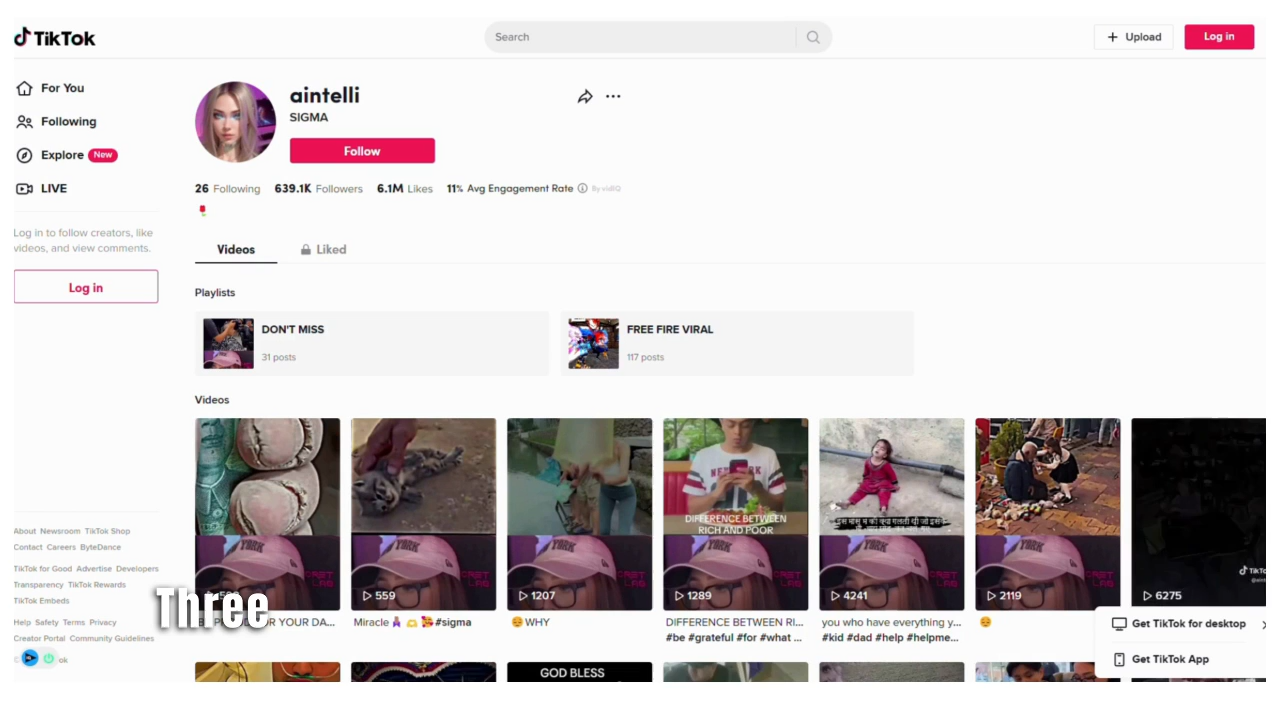 TikTok
Search
Upload
Log in
For You
Following
Explore New
LIVE
Log in to follow creators, like
videos, and view comments.
Log in
aintelli
SIGMA
Follow
26 Following 639.1K Followers 6.1M Likes 11% Avg Engagement Rate By vidIQ
Videos
Liked
Playlists
DON'T MISS
31 posts
FREE FIRE VIRAL
117 posts
Videos
DIFFERENCE BETWEEN
RICH AND POOR
559
1207
1289
4241
2119
6275
YOUR DA...
Miracle #sigma
WHY
DIFFERENCE BETWEEN RI...
#be #grateful #for #what ...
you who have everything y...
#kid #dad #help #helpme...
GOD BLESS
About Newsroom TikTok Shop
Contact Careers ByteDance
TikTok for Good Advertise Developers
Transparency TikTok Rewards
TikTok Embeds
Help Safety Terms Privacy
Creator Portal Community Guidelines
Three
Get TikTok for desktop
Get TikTok App